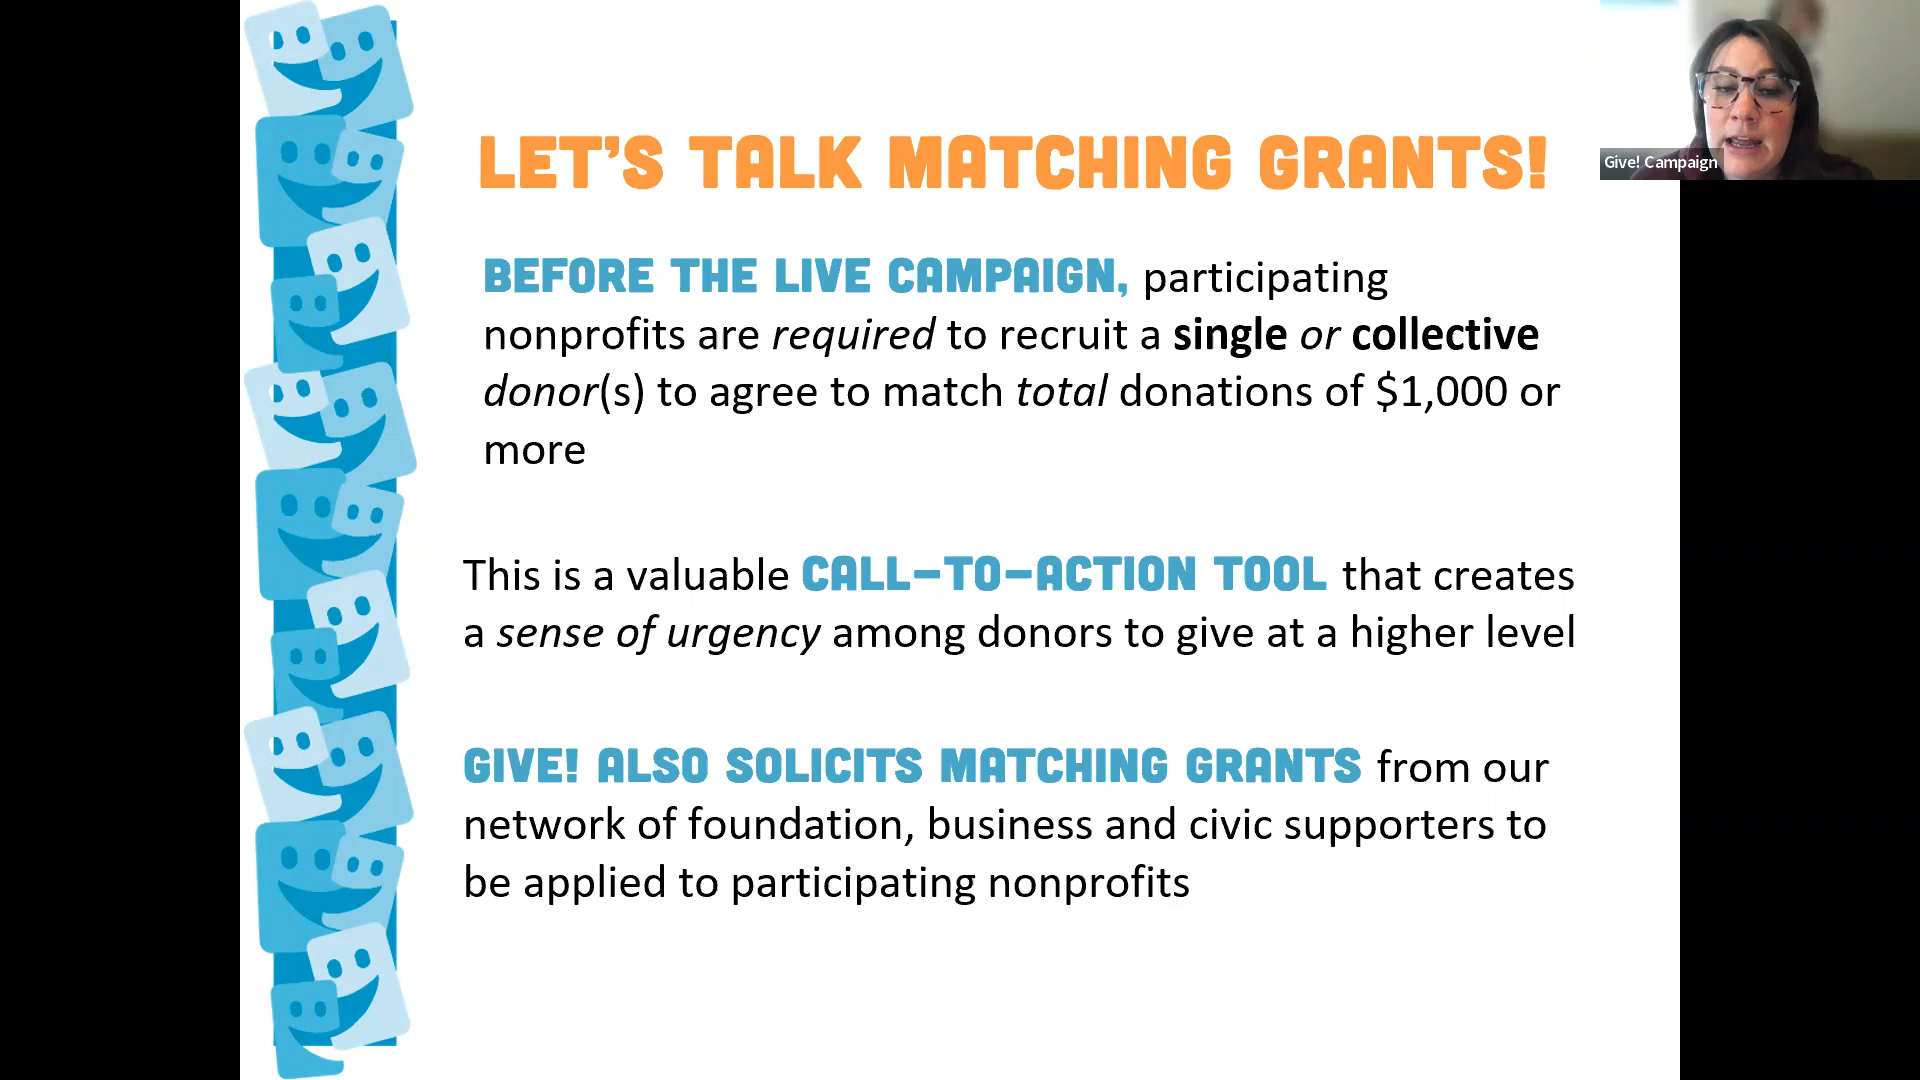 LET'S TALK MATCHING GRANTS!
Give! Campaign
BEFORE THE LIVE CAMPAIGN, participating
nonprofits are required to recruit a single or collective
donor(s) to agree to match total donations of $1,000 or
more
This is a valuable CALL-TO-ACTION TOOL that creates
a sense of urgency among donors to give at a higher level
GIVE! ALSO SOLICITS MATCHING GRANTS from our
network of foundation, business and civic supporters to
be applied to participating nonprofits